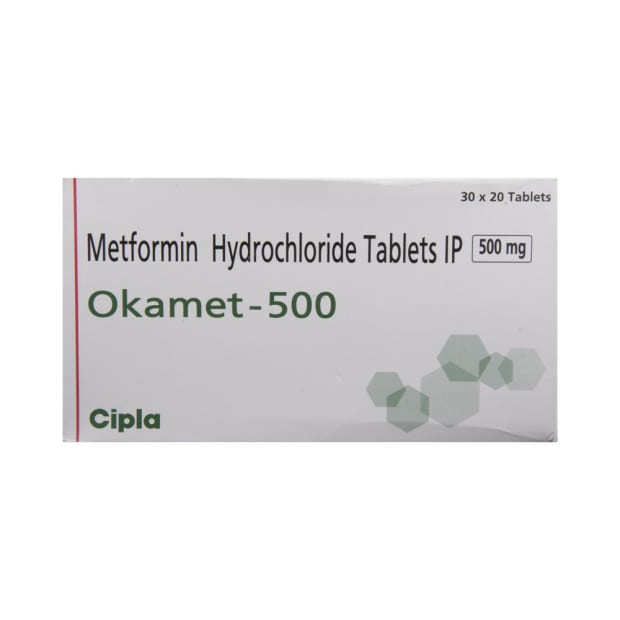 30 x 20 Tablets
Metformin Hydrochloride Tablets IP 500 mg
Okamet-500
Cipla